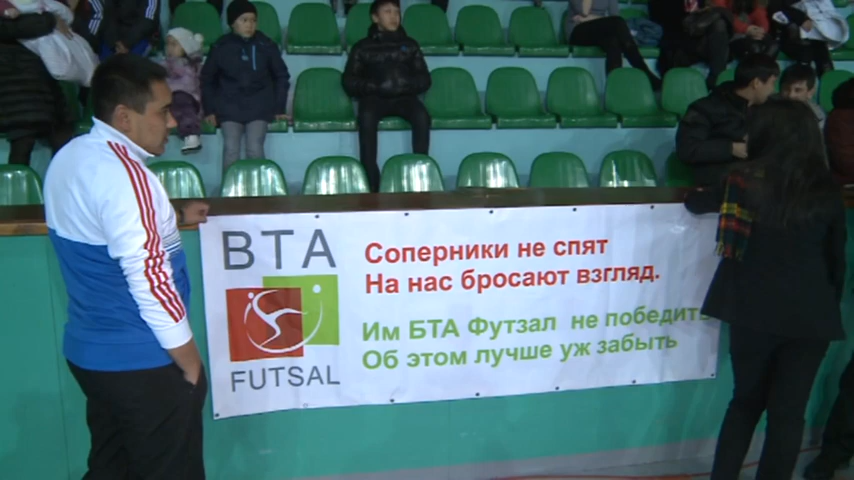 BTA
FUTSAL
Соперники не спят
На нас бросают взгляд.
Им БТА Футзал не победить
Об этом лучше уж забыть